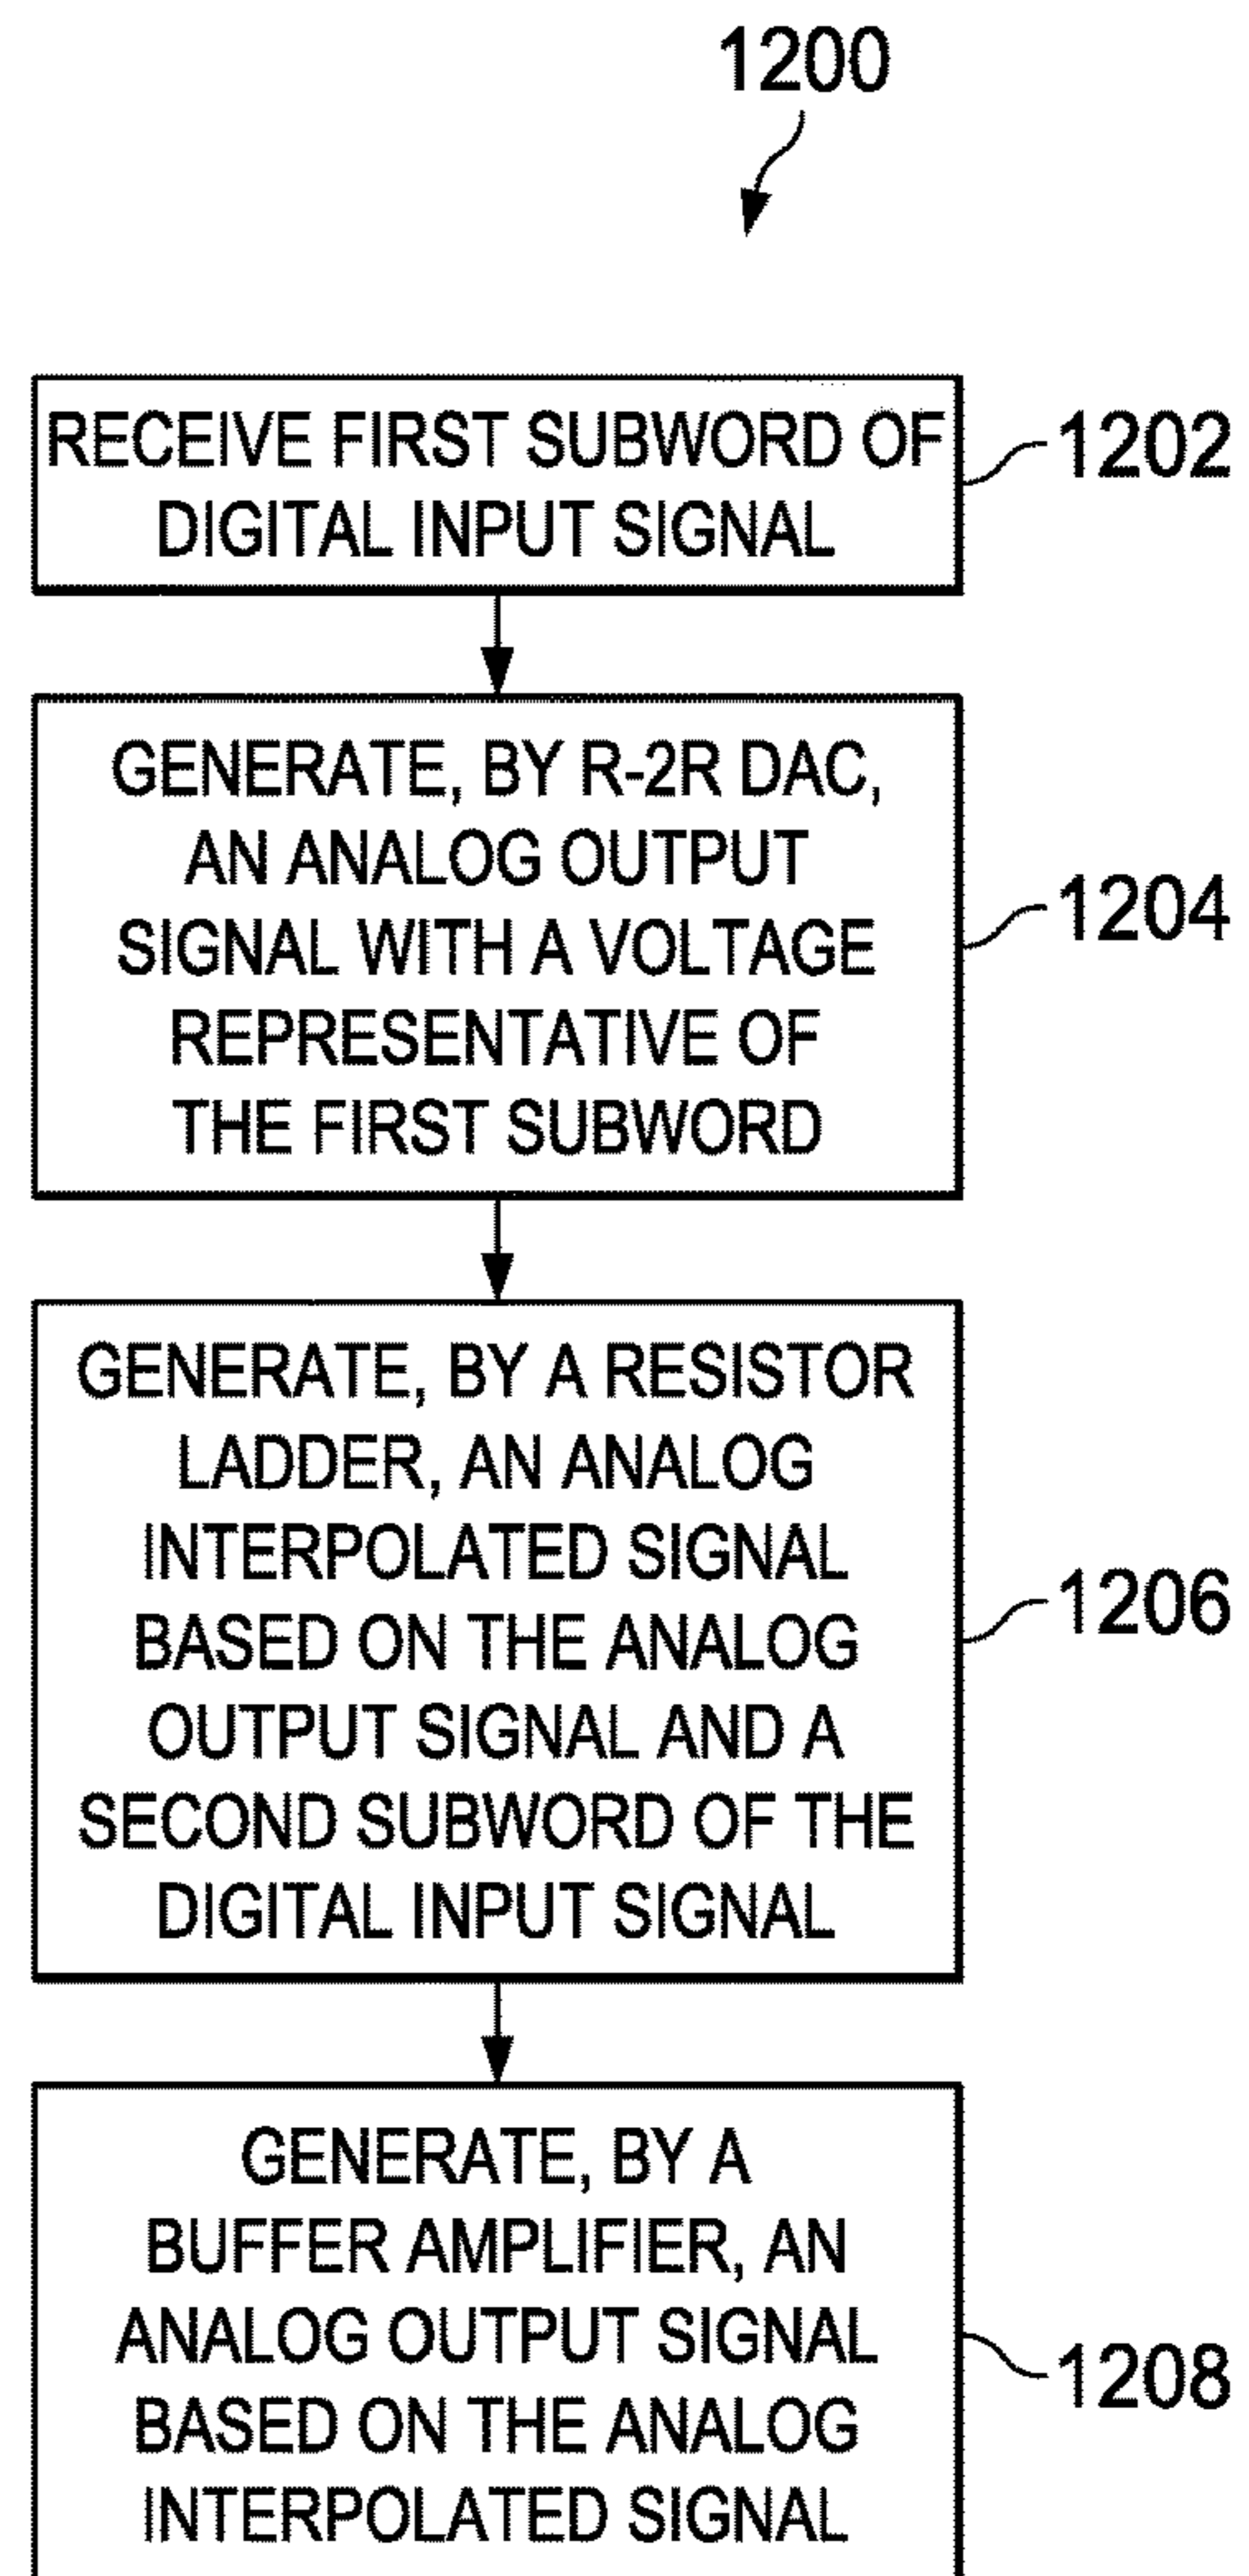 1200
RECEIVE FIRST SUBWORD OF
DIGITAL INPUT SIGNAL
1202
GENERATE, BY R-2R DAC,
AN ANALOG OUTPUT
SIGNAL WITH A VOLTAGE
REPRESENTATIVE OF
THE FIRST SUBWORD
1204
GENERATE, BY A RESISTOR
LADDER, AN ANALOG
INTERPOLATED SIGNAL
BASED ON THE ANALOG
OUTPUT SIGNAL AND A
SECOND SUBWORD OF THE
DIGITAL INPUT SIGNAL
1206
GENERATE, BY A
BUFFER AMPLIFIER, AN
ANALOG OUTPUT SIGNAL
BASED ON THE ANALOG
INTERPOLATED SIGNAL
1208